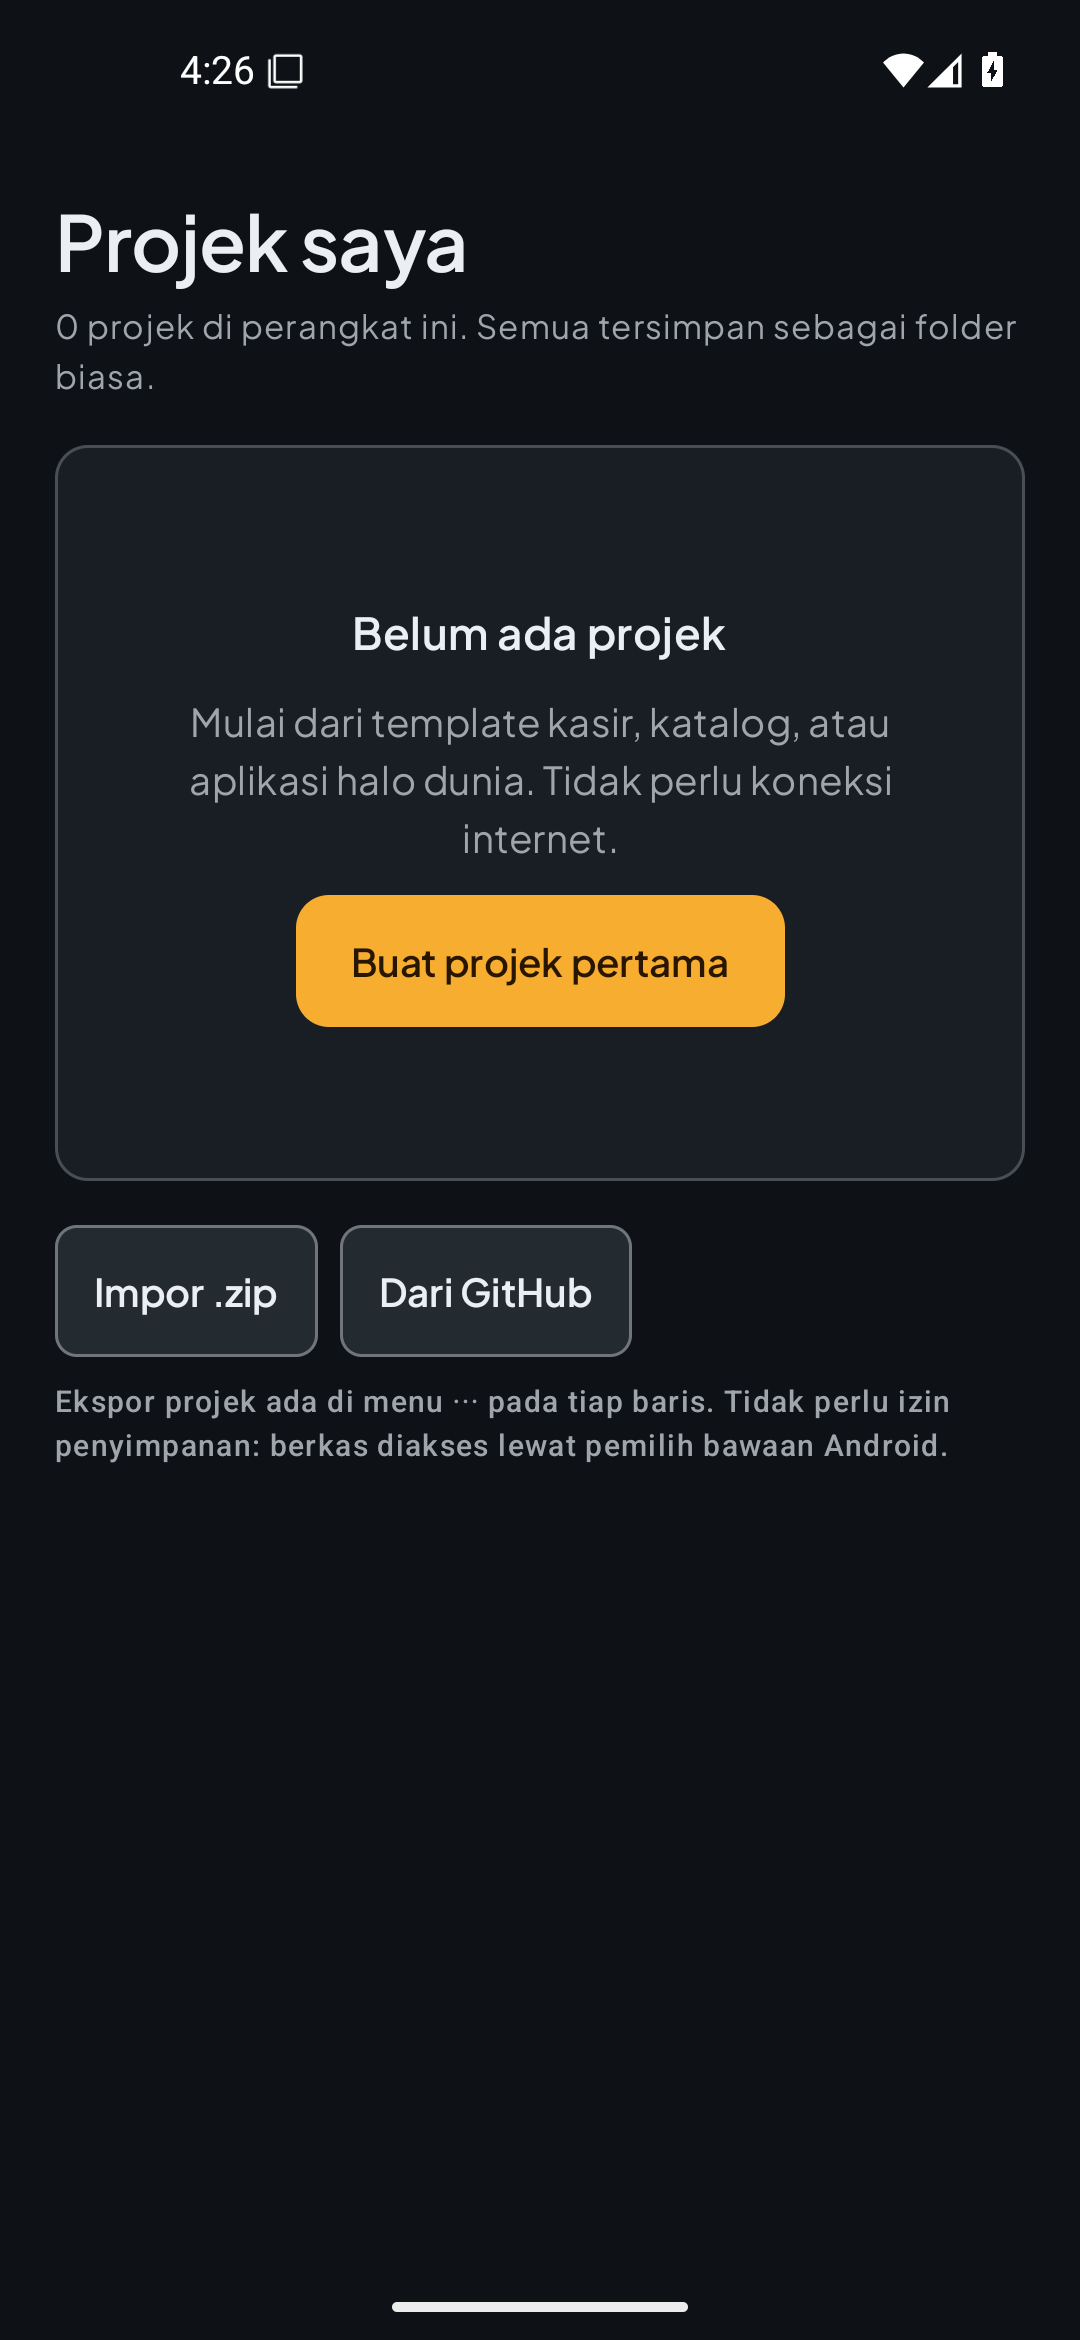 4:26
Projek saya
0 projek di perangkat ini. Semua tersimpan sebagai folder
biasa.
Belum ada projek
Mulai dari template kasir, katalog, atau
aplikasi halo dunia. Tidak perlu koneksi
internet.
Buat projek pertama
Impor .zip
Dari GitHub
Ekspor projek ada di menu ··· pada tiap baris. Tidak perlu izin
penyimpanan: berkas diakses lewat pemilih bawaan Android.